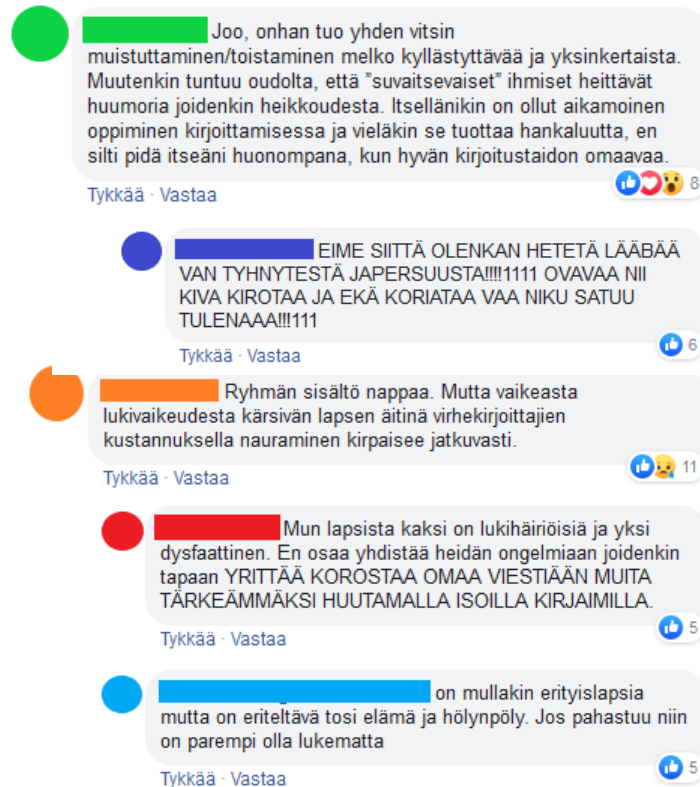 Joo, onhan tuo yhden vitsin
muistuttaminen/toistaminen melko kyllästyttävää ja yksinkertaista.
Muutenkin tuntuu oudolta, että ”suvaitsevaiset” ihmiset heittävät
huumoria joidenkin heikkoudesta. Itsellänikin on ollut aikamoinen
oppiminen kirjoittamisessa ja vieläkin se tuottaa hankaluutta, en
silti pidä itseäni huonompana, kun hyvän kirjoitustaidon omaavaa.
8
Tykkää · Vastaa
EIME SIITTÄ OLENKAN HETETÄ LÄÄBÄÄ
VAN TYHNYTESTÄ JAPERSUUSTA!!!!1111 OVAVAA NII
KIVA KIROTAA JA EKÄ KORIATAA VAA NIKU SATUU
TULENAAA!!!111
6
Tykkää · Vastaa
Ryhmän sisältö nappaa. Mutta vaikeasta
lukivaikeudesta kärsivän lapsen äitinä virhekirjoittajien
kustannuksella nauraminen kirpaisee jatkuvasti.
11
Tykkää · Vastaa
Mun lapsista kaksi on lukihäiriöisiä ja yksi
dysfaattinen. En osaa yhdistää heidän ongelmiaan joidenkin
tapaan YRITTÄÄ KOROSTAA OMAA VIESTIÄÄN MUITA
TÄRKEÄMMÄKSI HUUTAMALLA ISOILLA KIRJAIMILLA.
5
Tykkää · Vastaa
on mullakin erityislapsia
mutta on eriteltävä tosi elämä ja hölynpöly. Jos pahastuu niin
on parempi olla lukematta
5
Tykkää · Vastaa